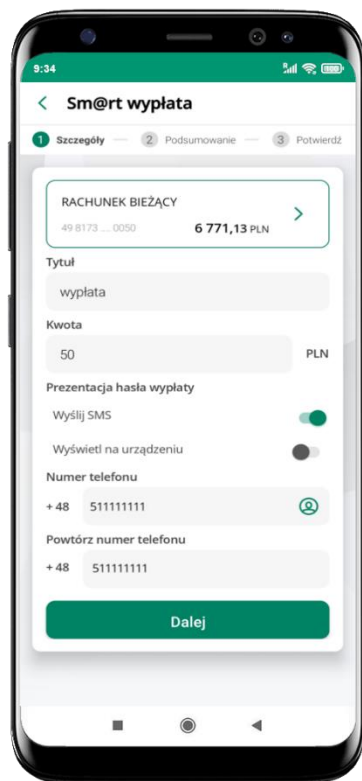 9:34
Sm@rt wypłata
1 Szczegóły 2 Podsumowanie 3 Potwierdź
RACHUNEK BIEŻĄCY
49 8173 ... 0050 6 771,13 PLN
Tytuł
wypłata
Kwota
50 PLN
Prezentacja hasła wypłaty
Wyślij SMS
Wyświetl na urządzeniu
Numer telefonu
+ 48 511111111
Powtórz numer telefonu
+ 48 511111111
Dalej